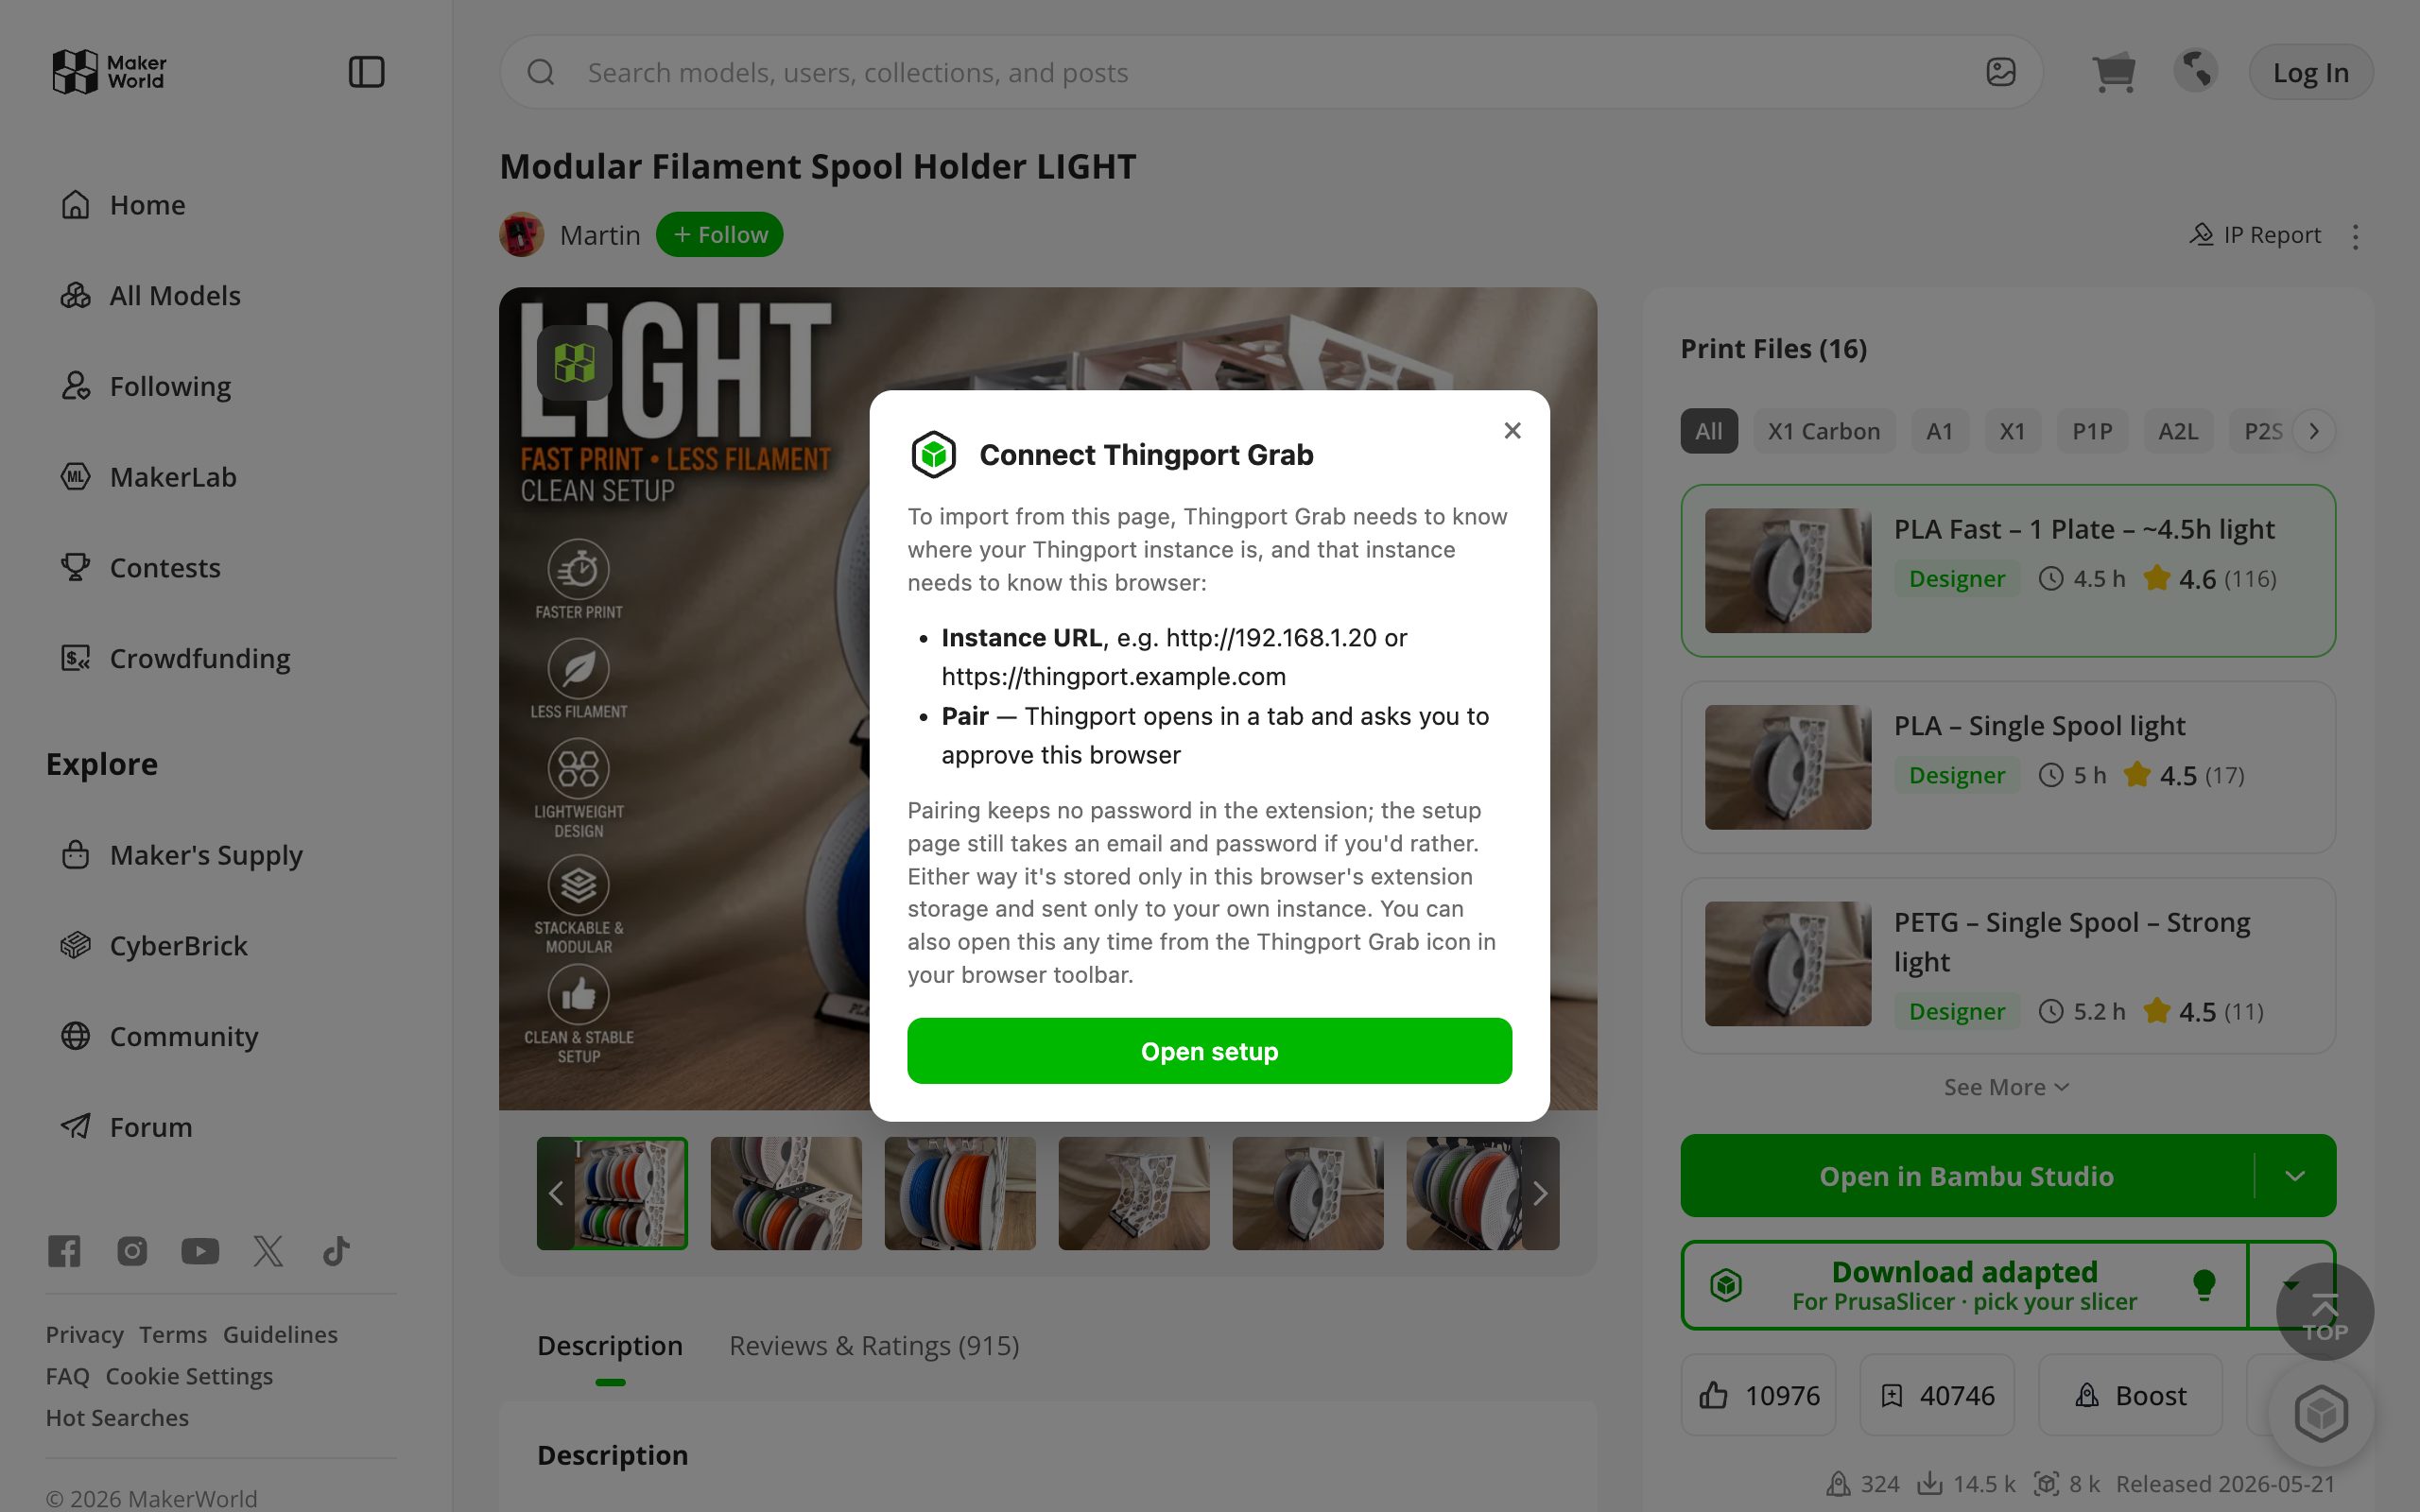 Maker
World
Search models, users, collections, and posts
Log In
Home
All Models
Following
MakerLab
Contests
Crowdfunding
Explore
Maker's Supply
CyberBrick
Community
Forum
Privacy Terms Guidelines
FAQ Cookie Settings
Hot Searches
© 2026 MakerWorld
Modular Filament Spool Holder LIGHT
Martin
+ Follow
IP Report
LIGHT
FAST PRINT • LESS FILAMENT
CLEAN SETUP
FASTER PRINT
LESS FILAMENT
LIGHTWEIGHT
DESIGN
STACKABLE &
MODULAR
CLEAN & STABLE
SETUP
Connect Thingport Grab
To import from this page, Thingport Grab needs to know
where your Thingport instance is, and that instance
needs to know this browser:
• Instance URL, e.g. http://192.168.1.20 or
https://thingport.example.com
• Pair — Thingport opens in a tab and asks you to
approve this browser
Pairing keeps no password in the extension; the setup
page still takes an email and password if you'd rather.
Either way it's stored only in this browser's extension
storage and sent only to your own instance. You can
also open this any time from the Thingport Grab icon in
your browser toolbar.
Open setup
Description
Reviews & Ratings (915)
Description
Print Files (16)
All X1 Carbon A1 X1 P1P A2L P2S
PLA Fast – 1 Plate – ~4.5h light
Designer 4.5 h 4.6 (116)
PLA – Single Spool light
Designer 5 h 4.5 (17)
PETG – Single Spool – Strong
light
Designer 5.2 h 4.5 (11)
See More
Open in Bambu Studio
Download adapted
For PrusaSlicer · pick your slicer
TOP
10976
40746
Boost
324 14.5 k 8 k Released 2026-05-21